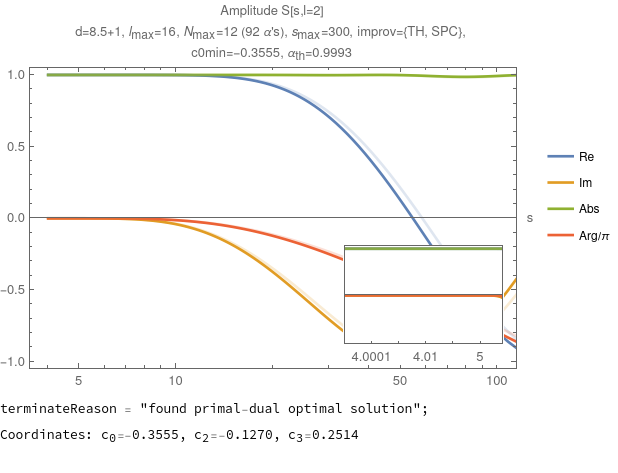 Amplitude S[s,l=2]
d=8.5+1, lmax=16, Nmax=12 (92 α's), smax=300, improv={TH, SPC},
c0min=−0.3555, αth=0.9993
1.0
0.5
0.0
−0.5
−1.0
5
10
50
100
s
4.0001
4.01
5
Re
Im
Abs
Arg/π
terminateReason = "found primal-dual optimal solution";
Coordinates: c0=-0.3555, c2=-0.1270, c3=0.2514